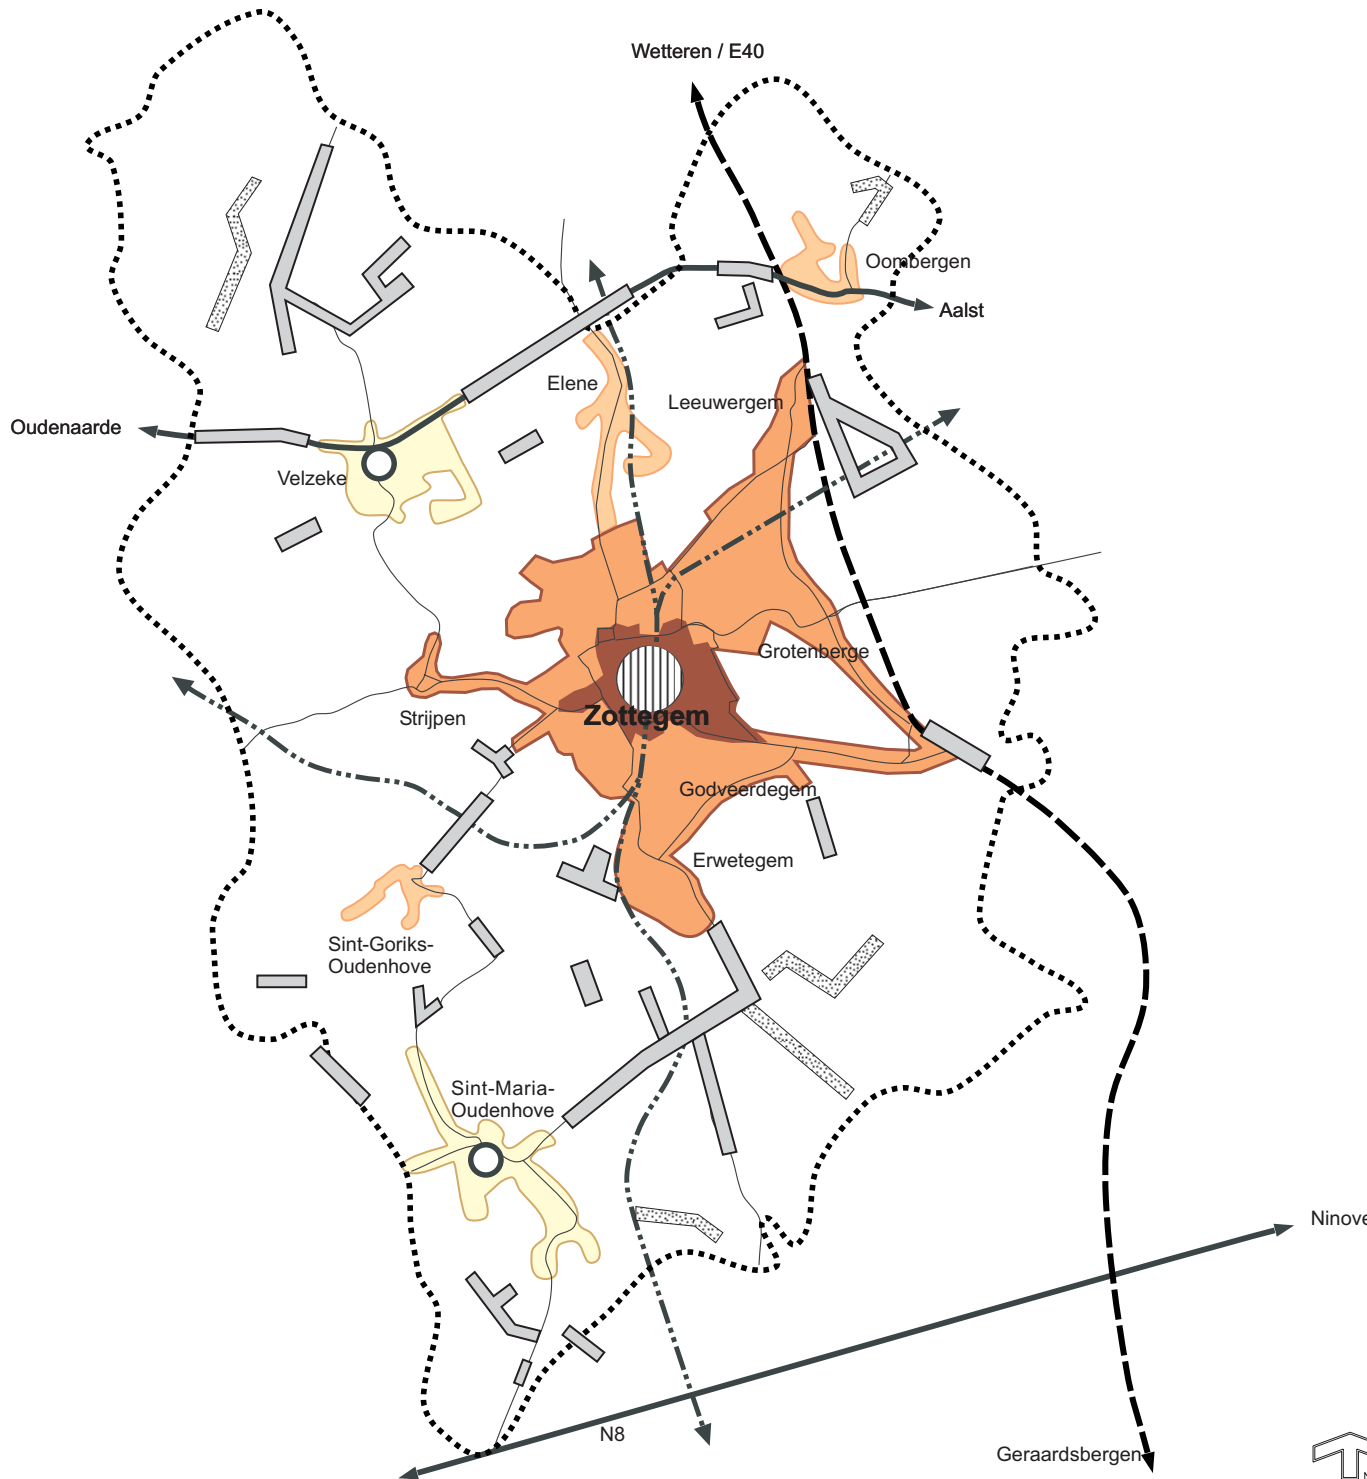 Wetteren / E40
Oombergen
Aalst
Elene
Leeuwergem
Oudenaarde
Velzeke
Grotenberge
Strijpen
Zottegem
Godveerdegem
Erwetegem
Sint-Goriks-
Oudenhove
Sint-Maria-
Oudenhove
Ninove
N8
Geraardsbergen